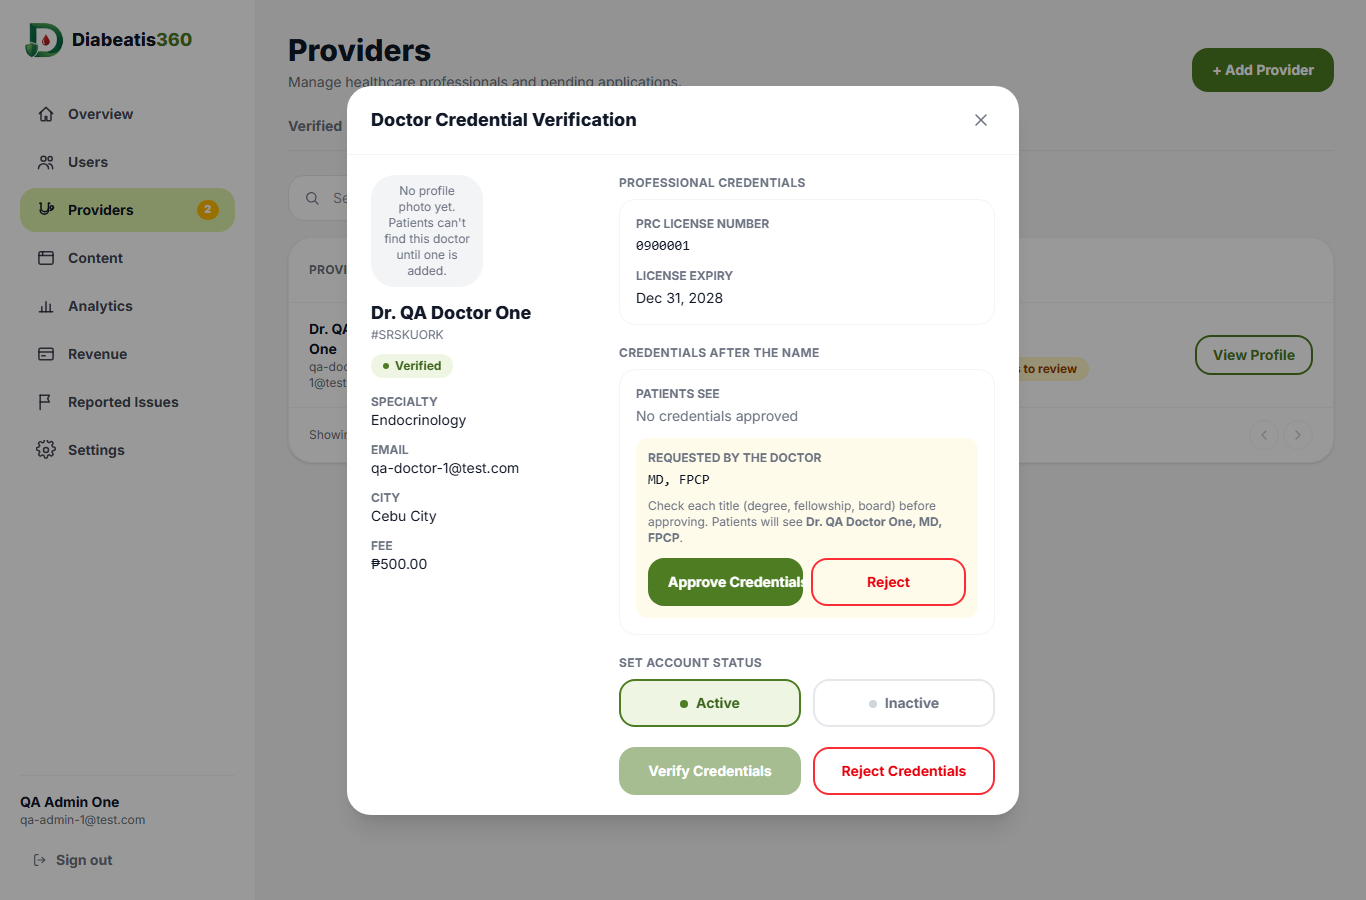 Diabeatis360
Overview
Users
Providers
2
Content
Analytics
Revenue
Reported Issues
Settings
QA Admin One
qa-admin-1@test.com
Sign out
Providers
Manage healthcare professionals and pending applications.
+ Add Provider
Verified
Dr.
One
1@test
to review
View Profile
Doctor Credential Verification
No profile
photo yet.
Patients can't
find this doctor
until one is
added.
Dr. QA Doctor One
#SRSKUORK
Verified
SPECIALTY
Endocrinology
EMAIL
qa-doctor-1@test.com
CITY
Cebu City
FEE
₱500.00
PROFESSIONAL CREDENTIALS
PRC LICENSE NUMBER
0900001
LICENSE EXPIRY
Dec 31, 2028
CREDENTIALS AFTER THE NAME
PATIENTS SEE
No credentials approved
REQUESTED BY THE DOCTOR
MD, FPCP
Check each title (degree, fellowship, board) before
approving. Patients will see Dr. QA Doctor One, MD,
FPCP.
Approve Credentials
Reject
SET ACCOUNT STATUS
Active
Inactive
Verify Credentials
Reject Credentials